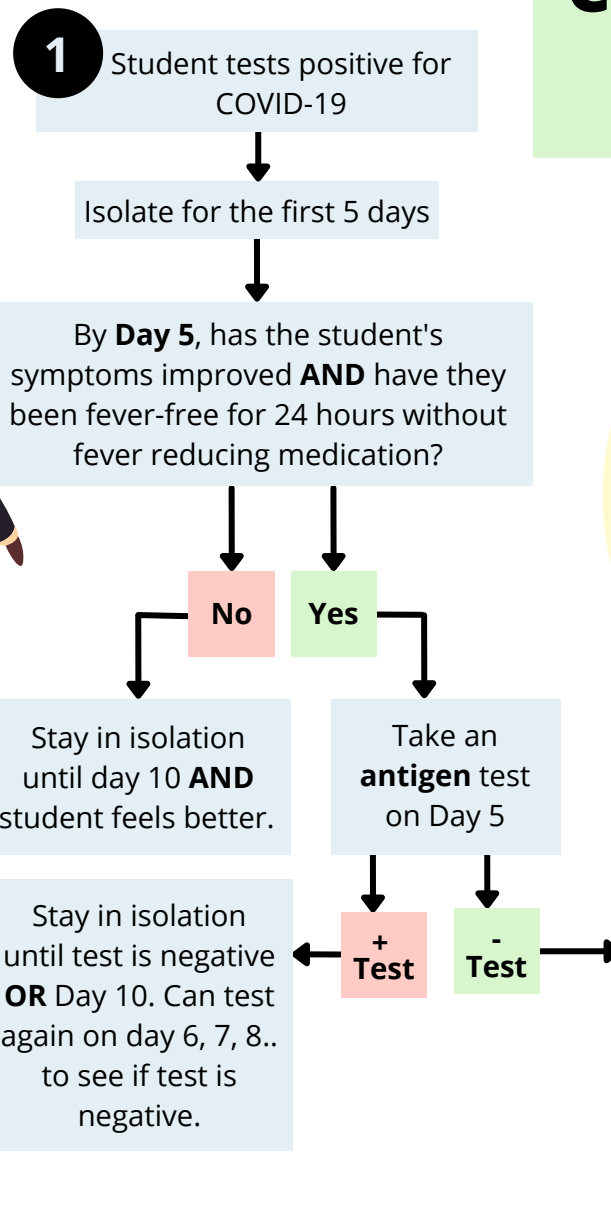 1
Student tests positive for
COVID-19
Isolate for the first 5 days
By Day 5, has the student's
symptoms improved AND have they
been fever-free for 24 hours without
fever reducing medication?
No
Yes
Stay in isolation
until day 10 AND
student feels better.
Take an
antigen test
on Day 5
+
Test
-
Test
Stay in isolation
until test is negative
OR Day 10. Can test
again on day 6, 7, 8..
to see if test is
negative.